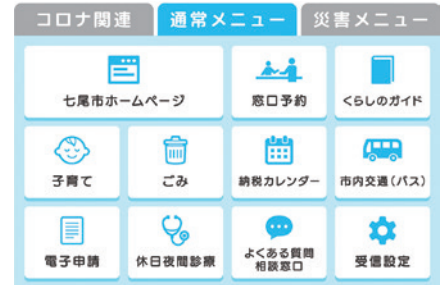 コロナ関連
通常メニュー
災害メニュー
七尾市ホームページ
窓口予約
くらしのガイド
子育て
ごみ
納税カレンダー
市内交通(バス)
電子申請
休日夜間診療
よくある質問
相談窓口
受信設定